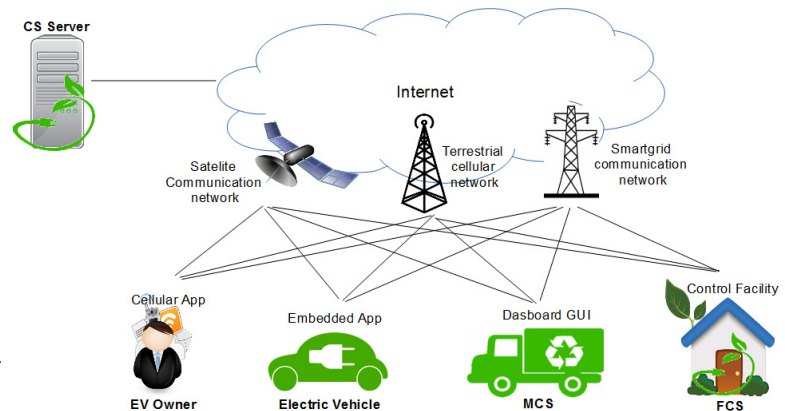 CS Server
Internet
Satelite
Communication
network
Terrestrial
cellular
network
Smartgrid
communication
network
Cellular App
Embedded App
Dasboard GUI
Control Facility
EV Owner
Electric Vehicle
MCS
FCS